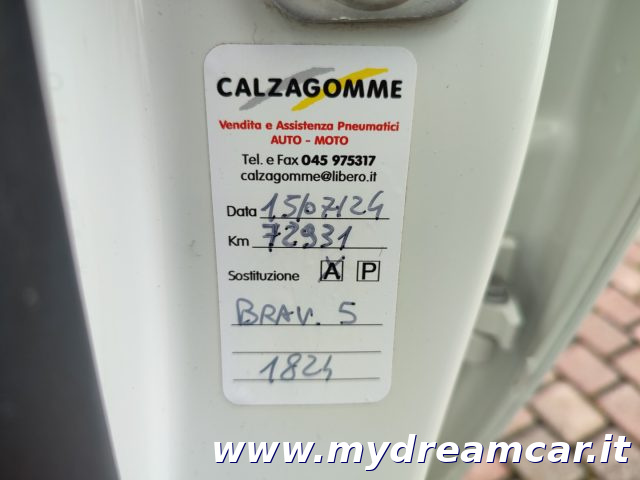 CALZAGOMME
Vendita e Assistenza Pneumatici
AUTO - MOTO
Tel. e Fax 045 975317
calzagomme@libero.it
Data 15/07/24
Km 72931
Sostituzione A P
BRAV. 5
1824
www.mydreamcar.it